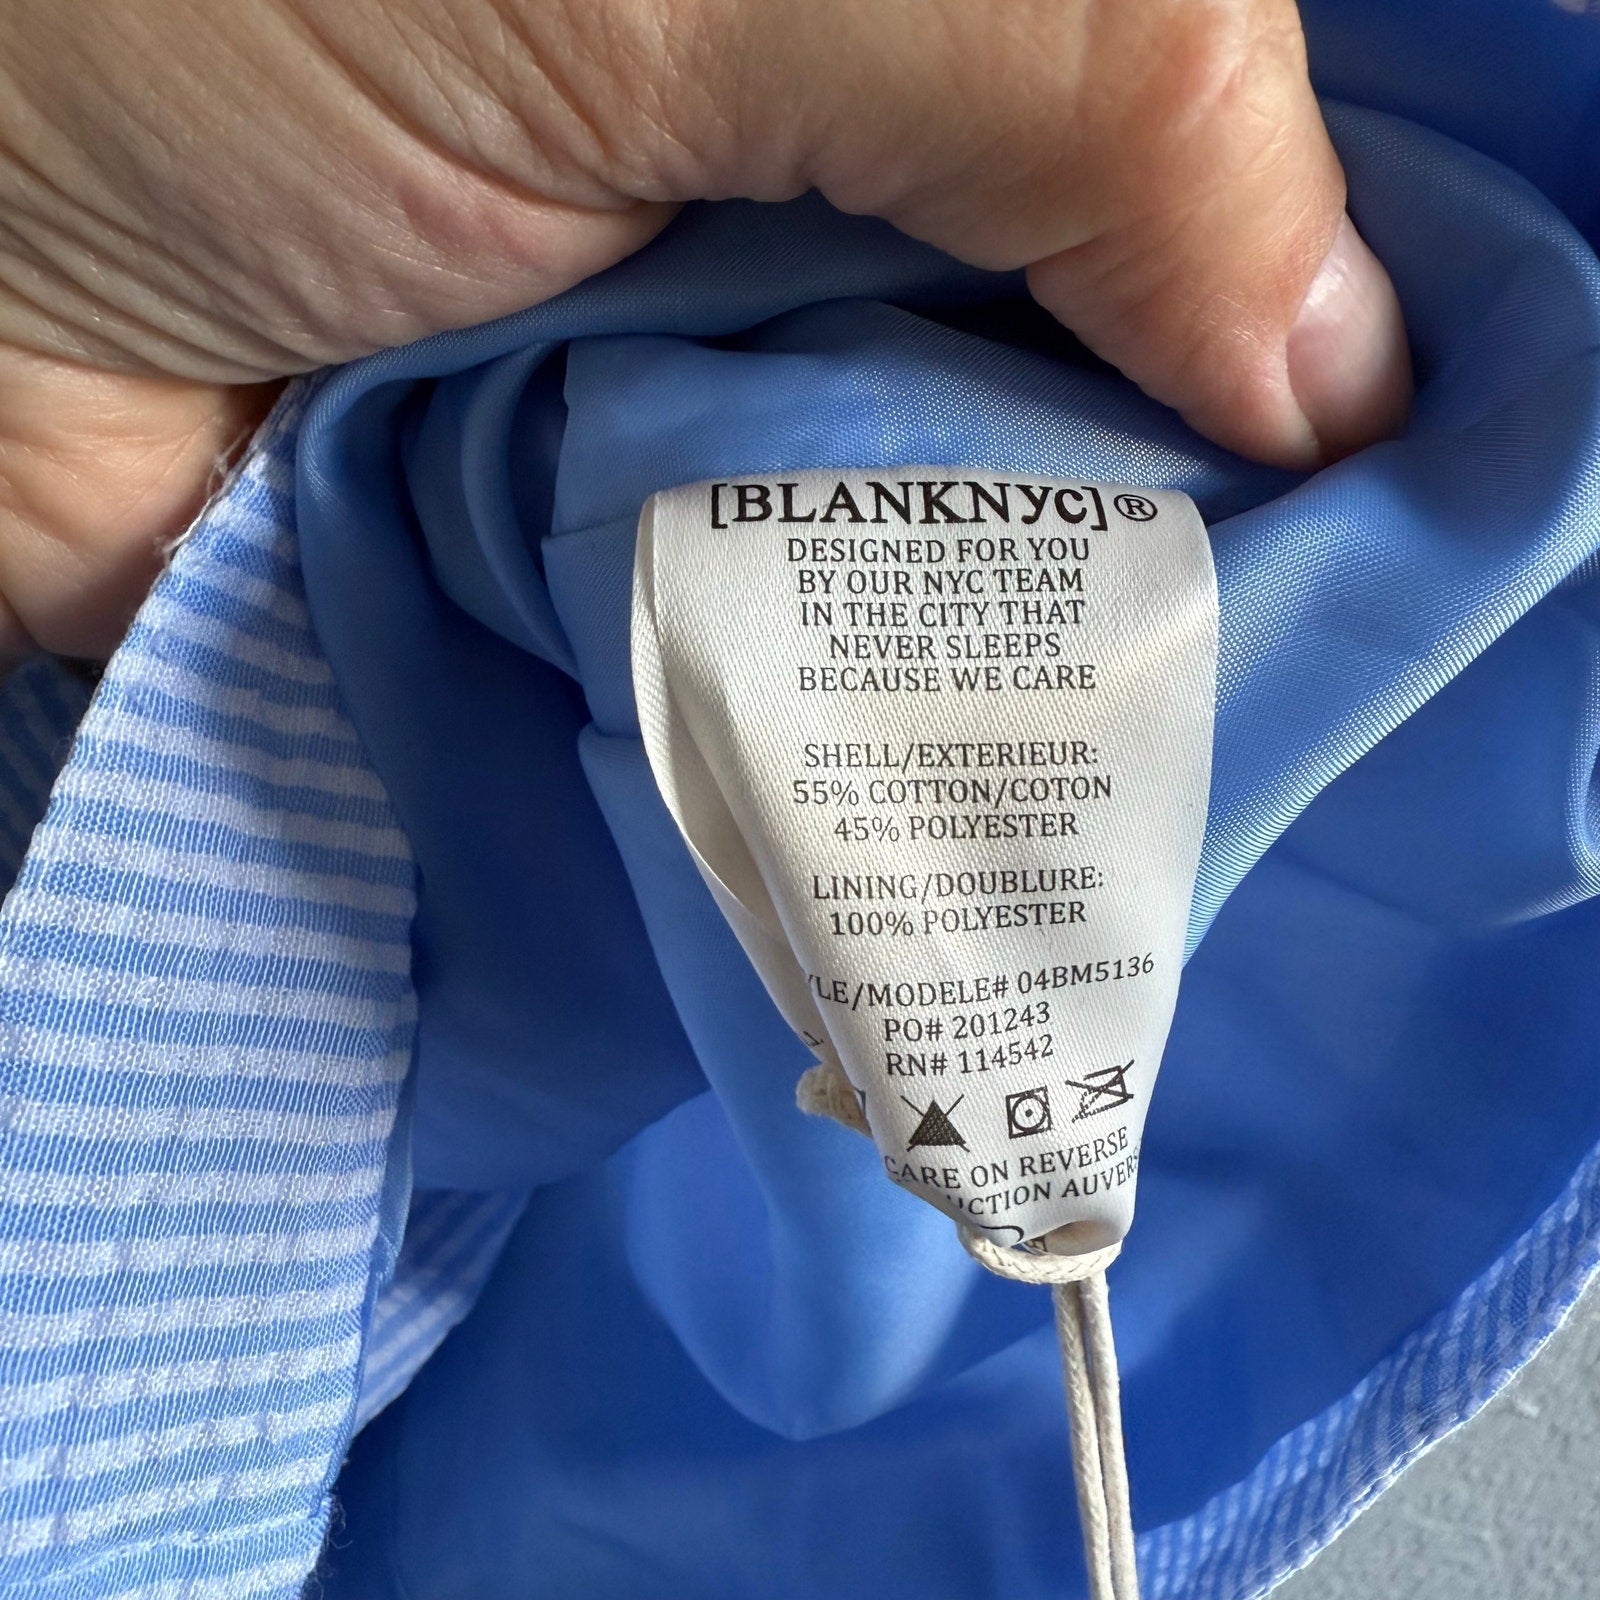 [BLANKNYC]®
DESIGNED FOR YOU
BY OUR NYC TEAM
IN THE CITY THAT
NEVER SLEEPS
BECAUSE WE CARE
SHELL/EXTERIEUR:
55% COTTON/COTON
45% POLYESTER
LINING/DOUBLURE:
100% POLYESTER
YLE/MODELE# 04BM5136
PO# 201243
RN# 114542
CARE ON REVERSE
UCTION AUVERS